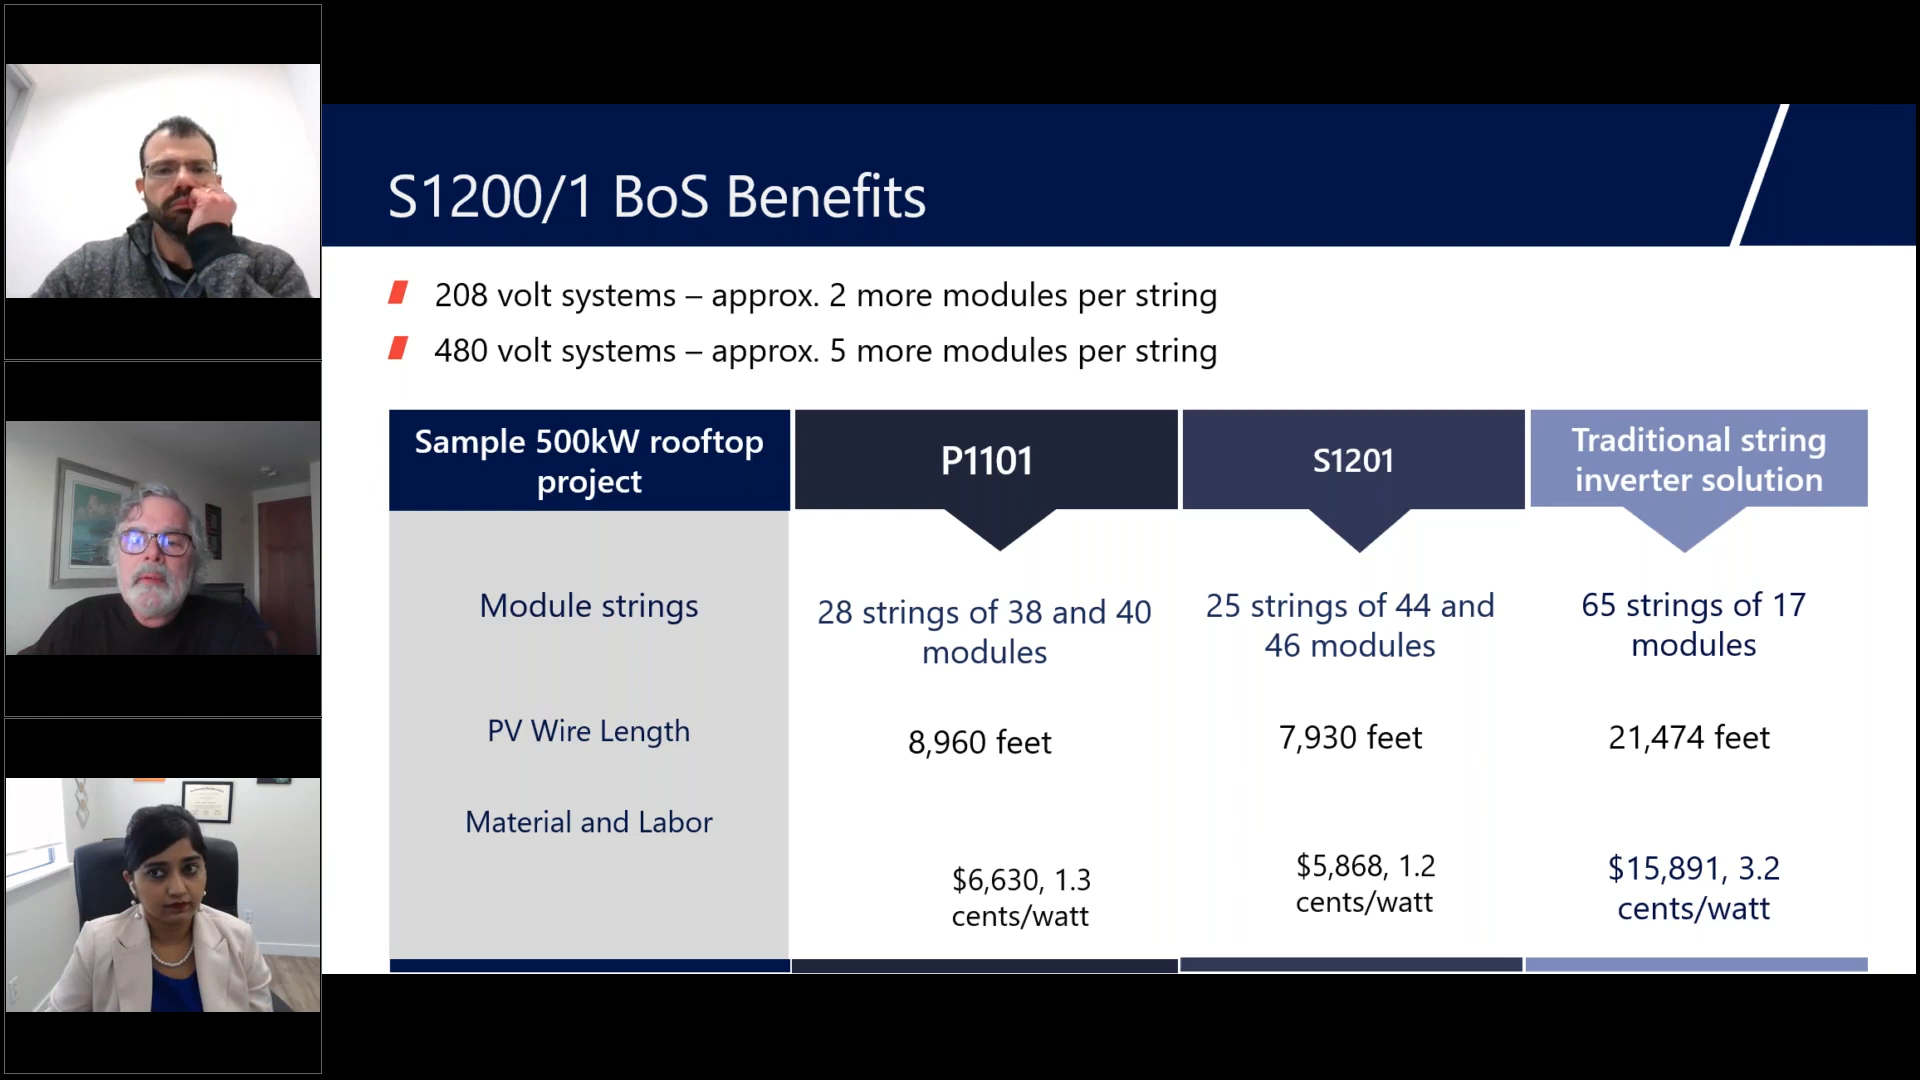 S1200/1 BoS Benefits
208 volt systems – approx. 2 more modules per string
480 volt systems – approx. 5 more modules per string
Sample 500kW rooftop
project
P1101
S1201
Traditional string
inverter solution
Module strings
28 strings of 38 and 40
modules
25 strings of 44 and
46 modules
65 strings of 17
modules
PV Wire Length
8,960 feet
7,930 feet
21,474 feet
Material and Labor
$6,630, 1.3
cents/watt
$5,868, 1.2
cents/watt
$15,891, 3.2
cents/watt